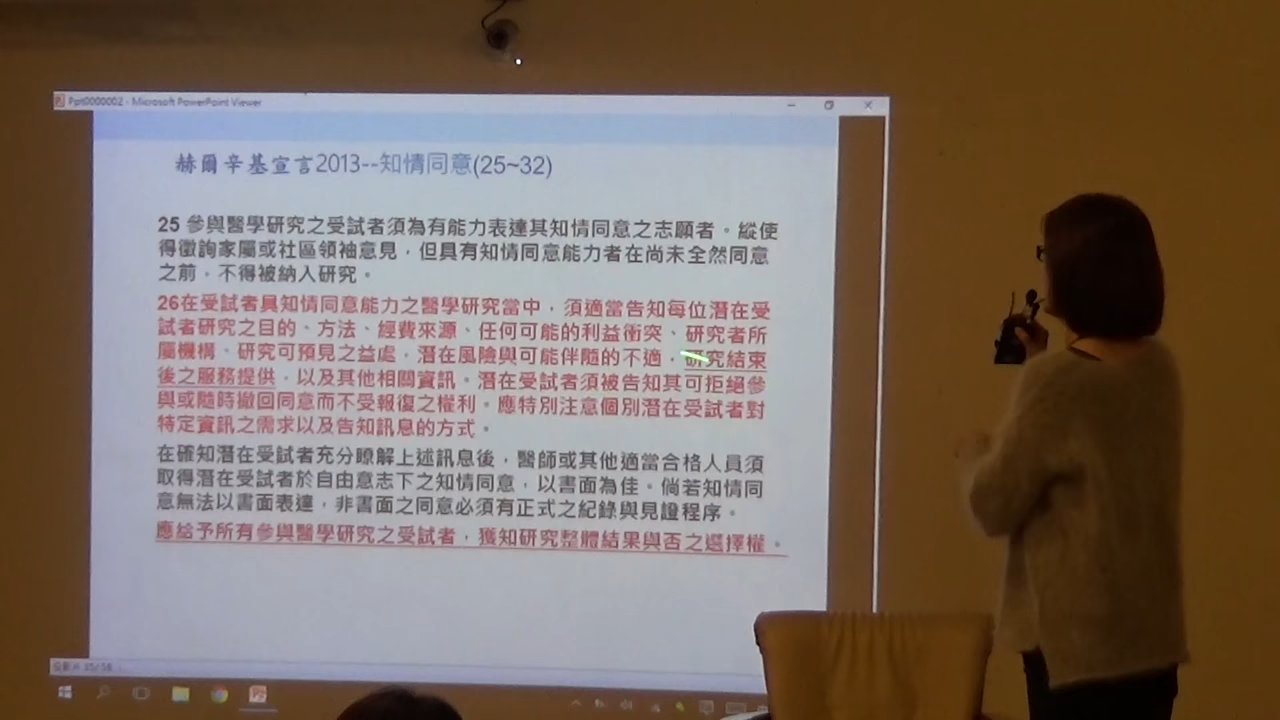 Ppt0000002 - Microsoft PowerPoint Viewer
赫爾辛基宣言2013--知情同意(25~32)
25 參與醫學研究之受試者須為有能力表達其知情同意之志願者。縱使
得徵詢家屬或社區領袖意見，但具有知情同意能力者在尚未全然同意
之前，不得被納入研究。
26在受試者具知情同意能力之醫學研究當中，須適當告知每位潛在受
試者研究之目的、方法、經費來源、任何可能的利益衝突、研究者所
屬機構、研究可預見之益處，潛在風險與可能伴隨的不適，研究結束
後之服務提供，以及其他相關資訊。潛在受試者須被告知其可拒絕參
與或隨時撤回同意而不受報復之權利。應特別注意個別潛在受試者對
特定資訊之需求以及告知訊息的方式。
在確知潛在受試者充分瞭解上述訊息後，醫師或其他適當合格人員須
取得潛在受試者於自由意志下之知情同意，以書面為佳。倘若知情同
意無法以書面表達，非書面之同意必須有正式之紀錄與見證程序。
應給予所有參與醫學研究之受試者，獲知研究整體結果與否之選擇權。